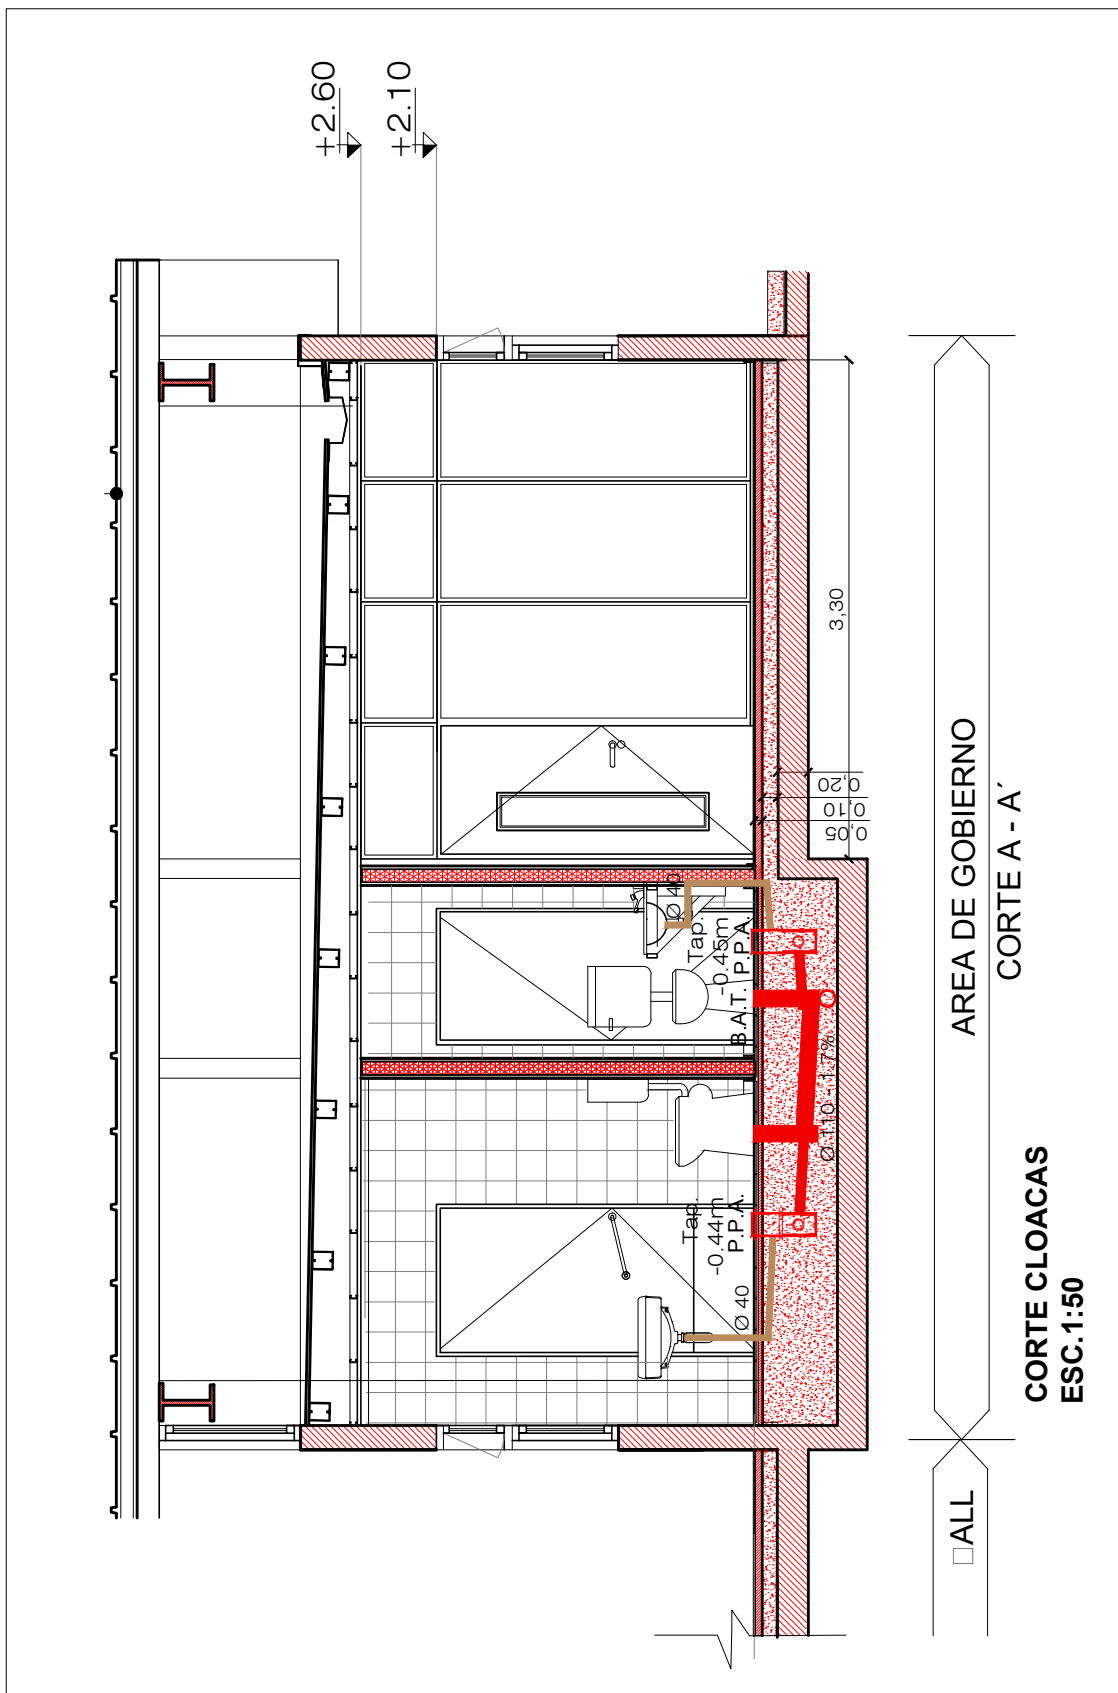 +2.60
+2.10
3,30
0,20
0,10
0,05
Ø 40
Tap.
-0.45m
B.A.T. P.P.A.
Ø 110 - 1.7%
Tap.
-0.44m
P.P.A.
Ø 40
AREA DE GOBIERNO
CORTE A - A´
□ALL
CORTE CLOACAS
ESC.1:50